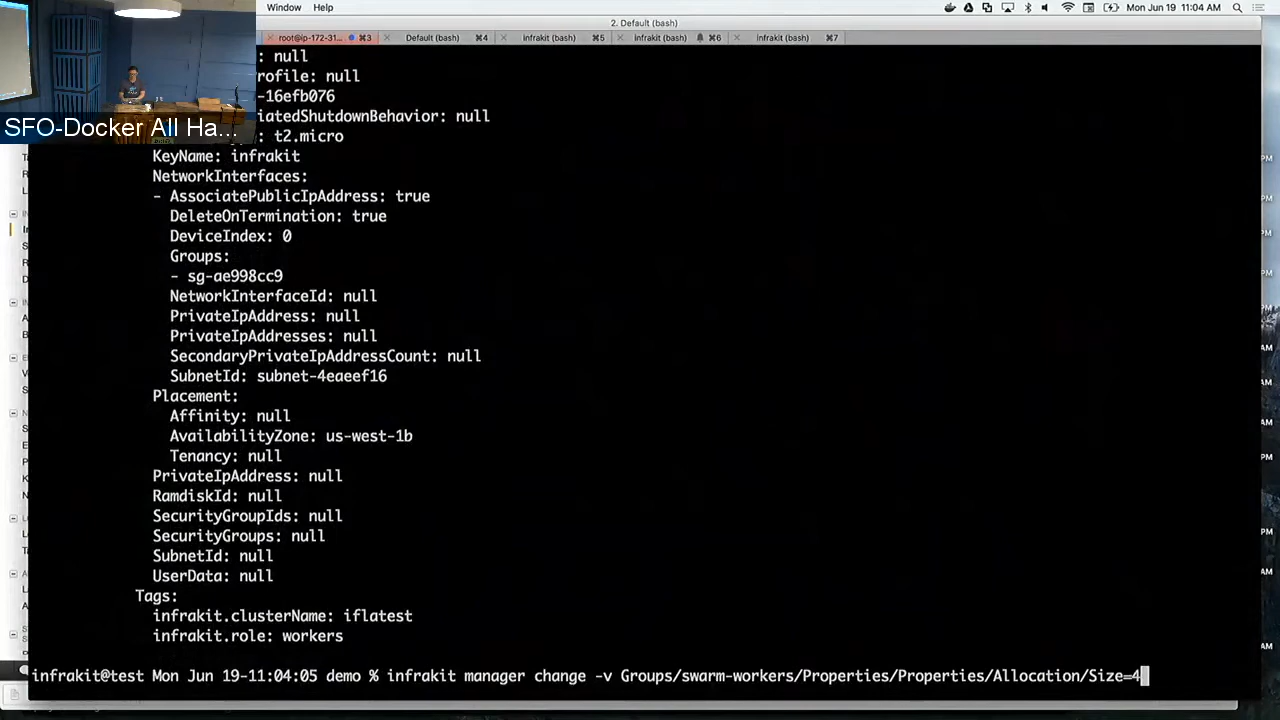 Window Help
Mon Jun 19 11:04 AM
2. Default (bash)
root@ip-172-31... ⌘3 Default (bash) ⌘4 infrakit (bash) ⌘5 infrakit (bash) ⌘6 infrakit (bash) ⌘7
: null
rofile: null
-16efb076
iatedShutdownBehavior: null
SFO-Docker All Ha...
: t2.micro
KeyName: infrakit
NetworkInterfaces:
- AssociatePublicIpAddress: true
DeleteOnTermination: true
DeviceIndex: 0
Groups:
- sg-ae998cc9
NetworkInterfaceId: null
PrivateIpAddress: null
PrivateIpAddresses: null
SecondaryPrivateIpAddressCount: null
SubnetId: subnet-4eaeef16
Placement:
Affinity: null
AvailabilityZone: us-west-1b
Tenancy: null
PrivateIpAddress: null
RamdiskId: null
SecurityGroupIds: null
SecurityGroups: null
SubnetId: null
UserData: null
Tags:
infrakit.clusterName: iflatest
infrakit.role: workers
infrakit@test Mon Jun 19-11:04:05 demo % infrakit manager change -v Groups/swarm-workers/Properties/Properties/Allocation/Size=4